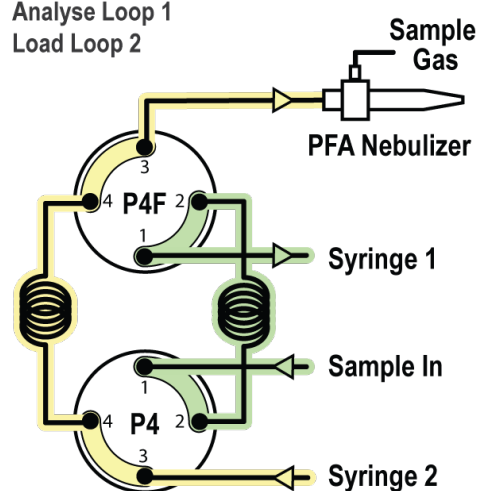 Analyse Loop 1
Load Loop 2
Sample
Gas
PFA Nebulizer
3
4 P4F 2
1
Syringe 1
Sample In
1
4 P4 2
3
Syringe 2